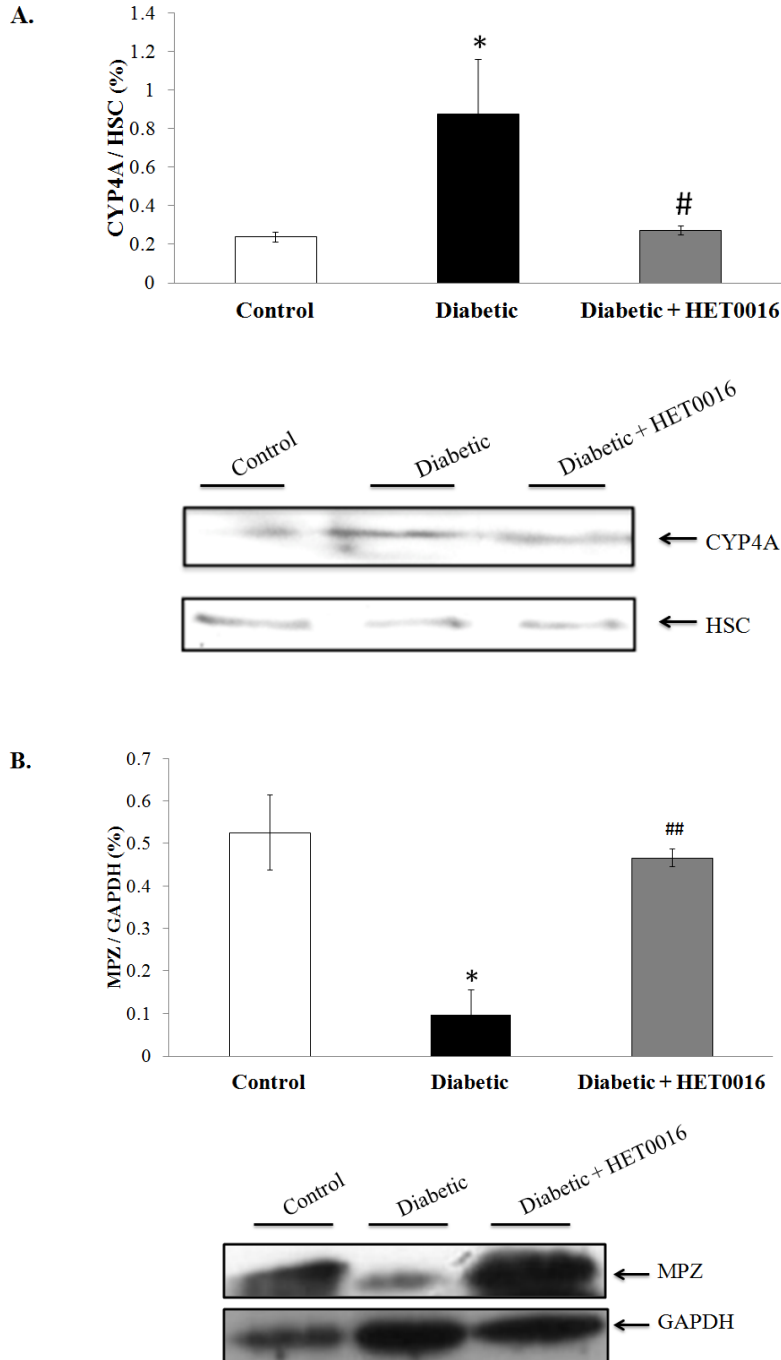 A.
CYP4A / HSC (%)
1.4
1.2
1
0.8
0.6
0.4
0.2
0
*
#
Control
Diabetic
Diabetic + HET0016
Control
Diabetic
Diabetic + HET0016
CYP4A
HSC
B.
MPZ / GAPDH (%)
0.7
0.6
0.5
0.4
0.3
0.2
0.1
0
*
##
Control
Diabetic
Diabetic + HET0016
Control
Diabetic
Diabetic + HET0016
MPZ
GAPDH